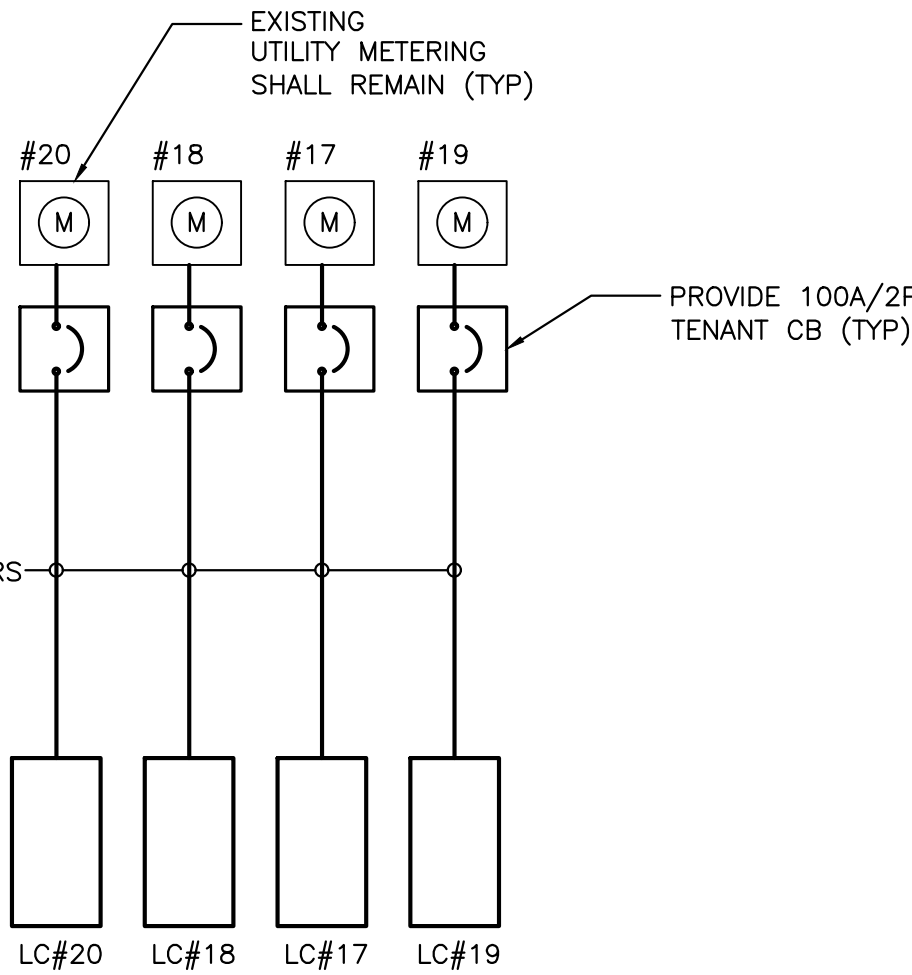 EXISTING
UTILITY METERING
SHALL REMAIN (TYP)
#20 #18 #17 #19
M M M M
PROVIDE 100A/2P
TENANT CB (TYP)
LC#20 LC#18 LC#17 LC#19